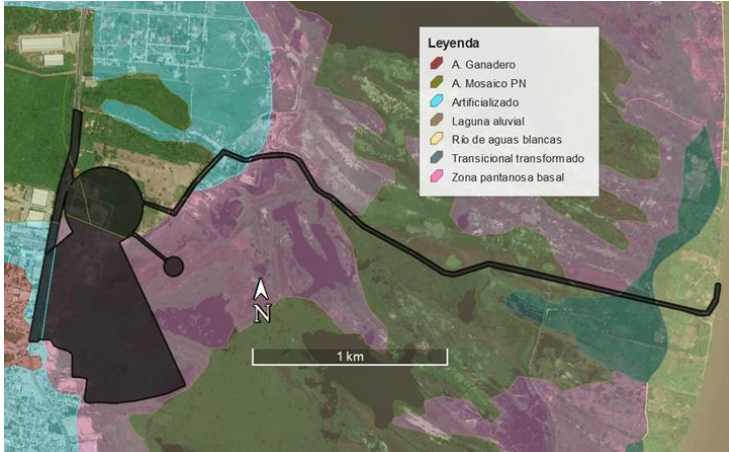 Leyenda
A. Ganadero
A. Mosaico PN
Artificializado
Laguna aluvial
Río de aguas blancas
Transicional transformado
Zona pantanosa basal
N
1 km